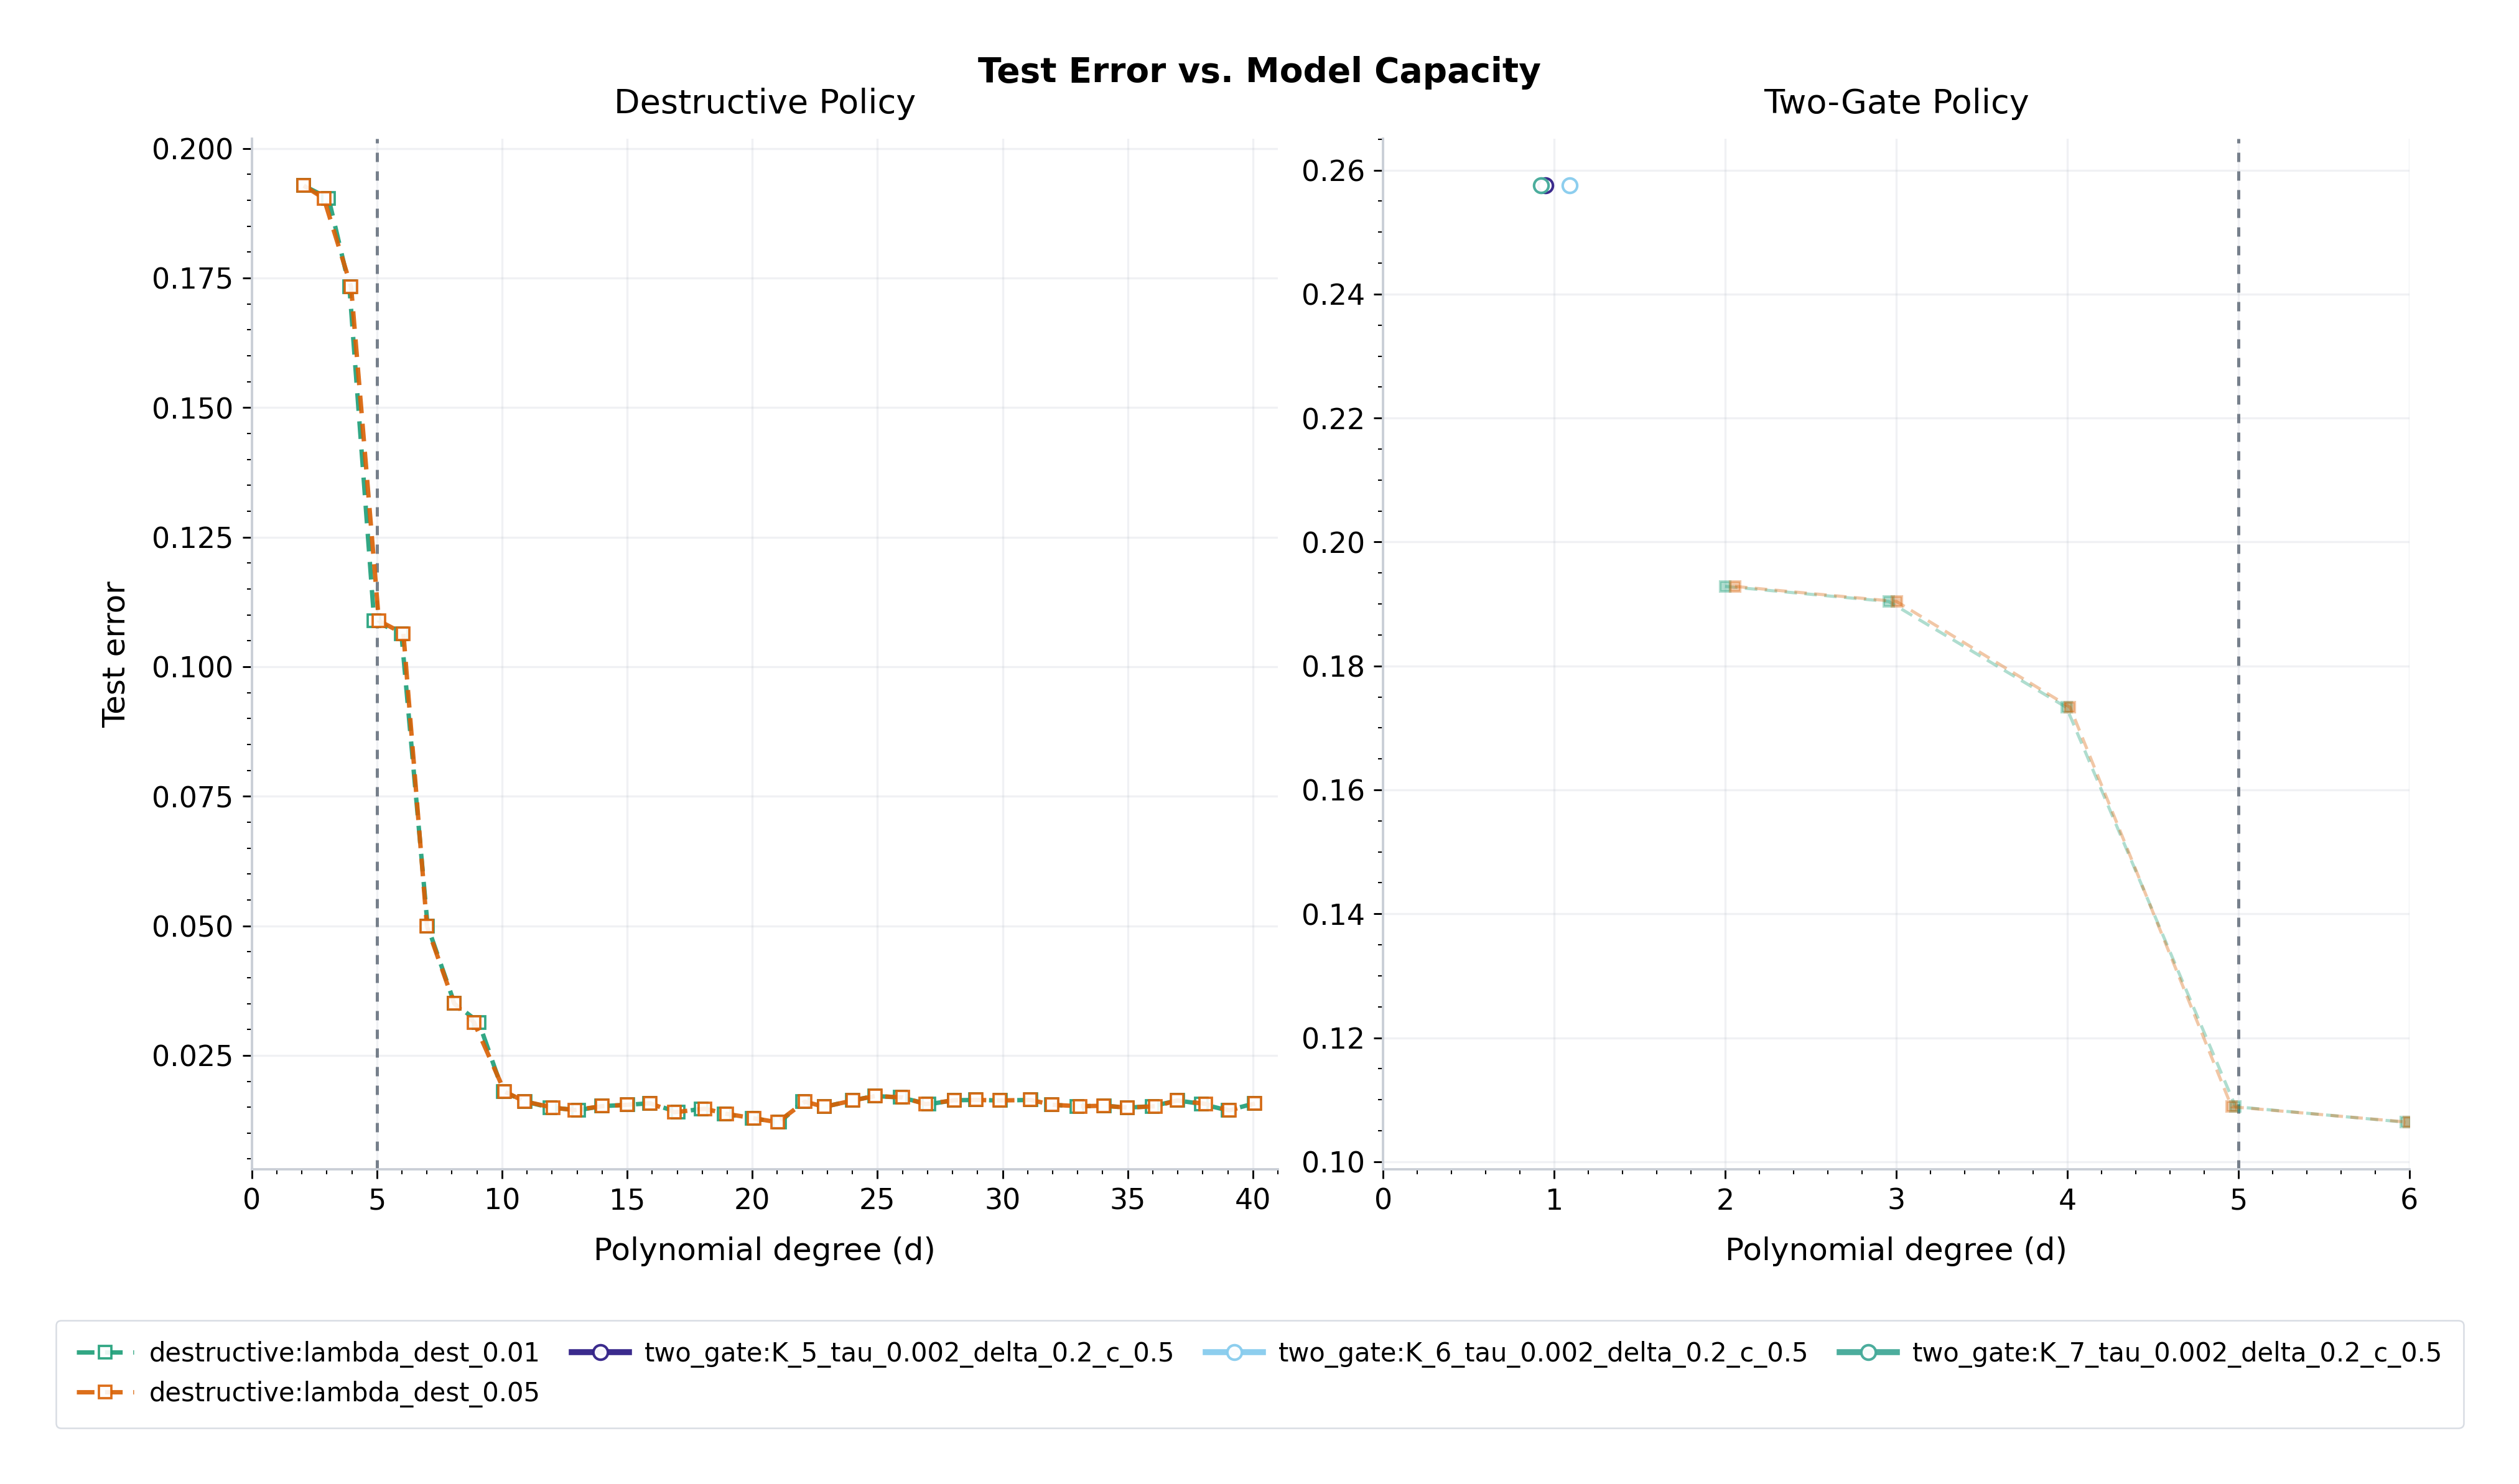 Test Error vs. Model Capacity
Destructive Policy
Two-Gate Policy
Test error
0.200
0.175
0.150
0.125
0.100
0.075
0.050
0.025
0 5 10 15 20 25 30 35 40
Polynomial degree (d)
0.26
0.24
0.22
0.20
0.18
0.16
0.14
0.12
0.10
0 1 2 3 4 5 6
Polynomial degree (d)
destructive:lambda_dest_0.01
destructive:lambda_dest_0.05
two_gate:K_5_tau_0.002_delta_0.2_c_0.5
two_gate:K_6_tau_0.002_delta_0.2_c_0.5
two_gate:K_7_tau_0.002_delta_0.2_c_0.5